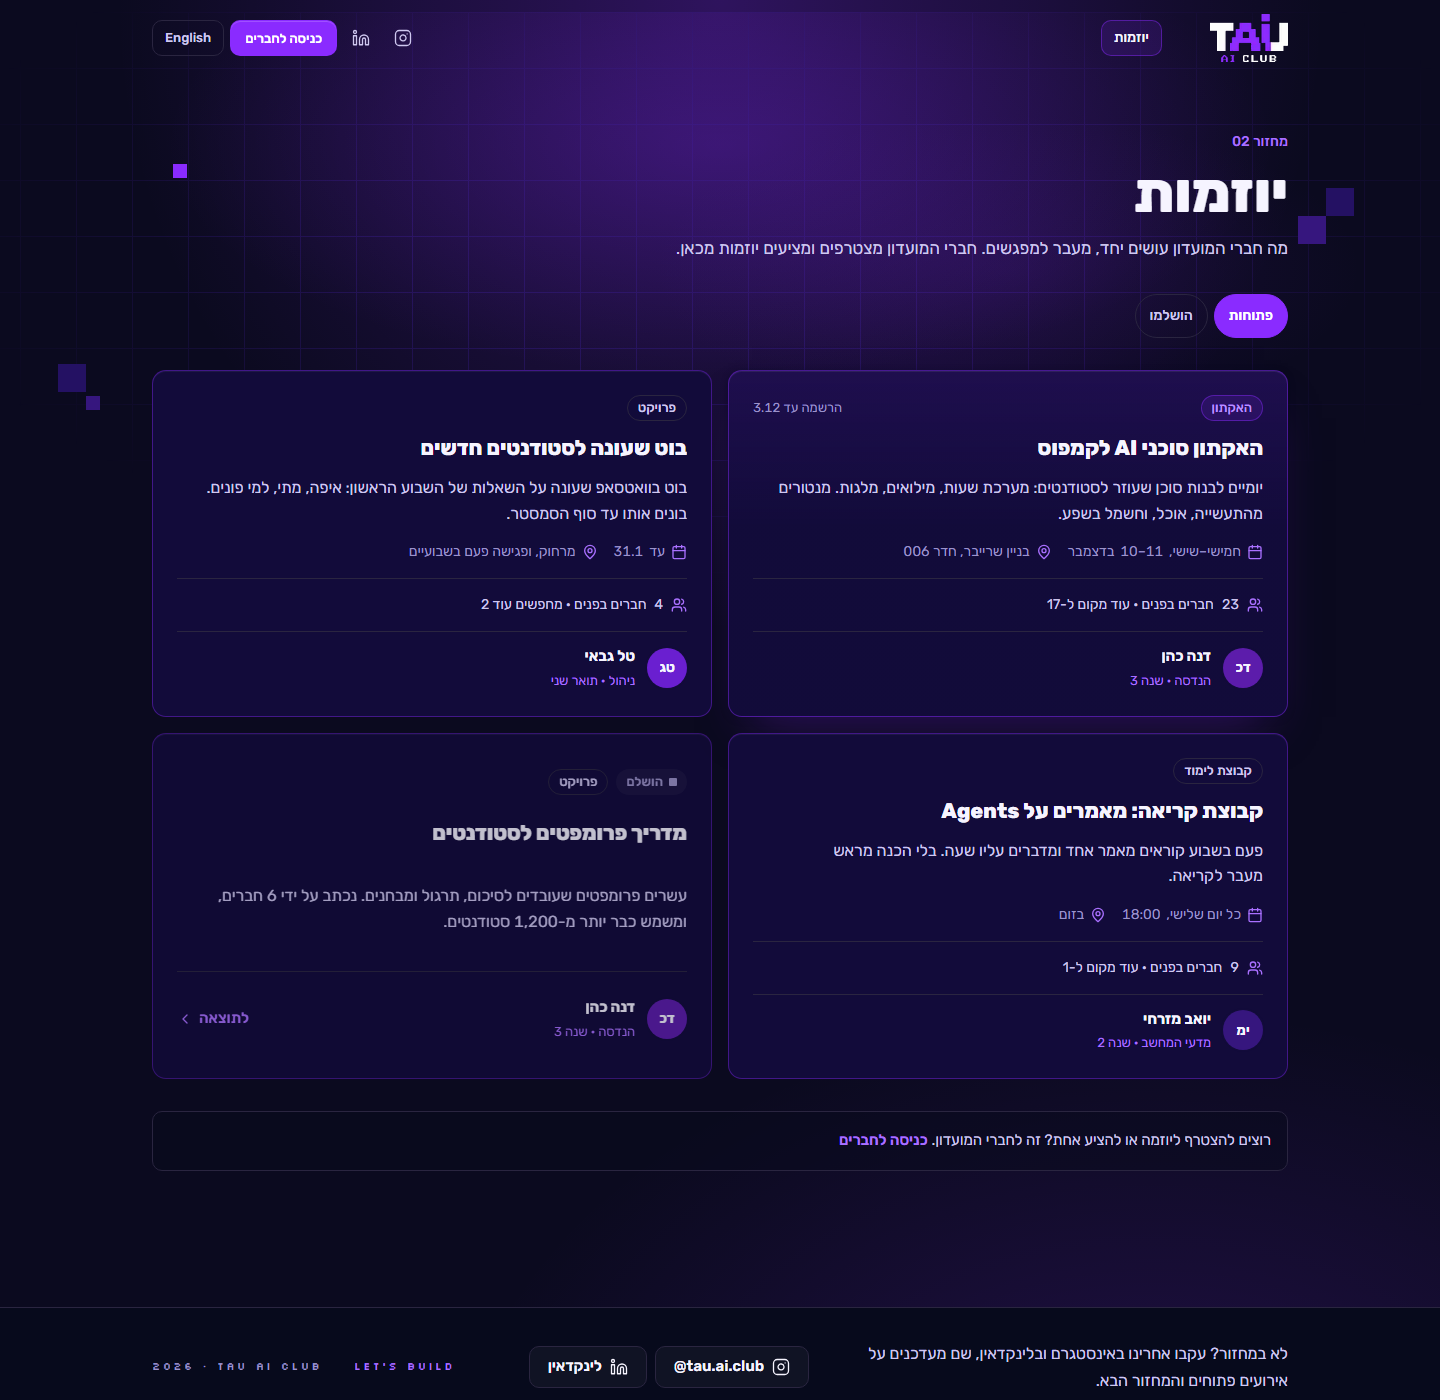 TAU
AI CLUB
יוזמות
כניסה לחברים
English
מחזור 02
יוזמות
מה חברי המועדון עושים יחד, מעבר למפגשים. חברי המועדון מצטרפים ומציעים יוזמות מכאן.
פתוחות
הושלמו
האקתון
הרשמה עד 3.12
האקתון סוכני AI לקמפוס
יומיים לבנות סוכן שעוזר לסטודנטים: מערכת שעות, מילואים, מלגות. מנטורים
מהתעשייה, אוכל, וחשמל בשפע.
חמישי-שישי, 10–11 בדצמבר
בניין שרייבר, חדר 006
23 חברים בפנים • עוד מקום ל-17
דכ
דנה כהן
הנדסה • שנה 3
פרויקט
בוט שעונה לסטודנטים חדשים
בוט בוואטסאפ שעונה על השאלות של השבוע הראשון: איפה, מתי, למי פונים.
בונים אותו עד סוף הסמסטר.
עד 31.1
מרחוק, ופגישה פעם בשבועיים
4 חברים בפנים • מחפשים עוד 2
טג
טל גבאי
ניהול • תואר שני
קבוצת לימוד
קבוצת קריאה: מאמרים על Agents
פעם בשבוע קוראים מאמר אחד ומדברים עליו שעה. בלי הכנה מראש
מעבר לקריאה.
כל יום שלישי, 18:00
בזום
9 חברים בפנים • עוד מקום ל-1
ימ
יואב מזרחי
מדעי המחשב • שנה 2
הושלם
פרויקט
מדריך פרומפטים לסטודנטים
עשרים פרומפטים שעובדים לסיכום, תרגול ומבחנים. נכתב על ידי 6 חברים,
ומשמש כבר יותר מ-1,200 סטודנטים.
דכ
דנה כהן
הנדסה • שנה 3
לתוצאה
רוצים להצטרף ליוזמה או להציע אחת? זה לחברי המועדון. כניסה לחברים
לא במחזור? עקבו אחרינו באינסטגרם ובלינקדאין, שם מעדכנים על
אירועים פתוחים והמחזור הבא.
@tau.ai.club
לינקדאין
LET'S BUILD
2026 · TAU AI CLUB